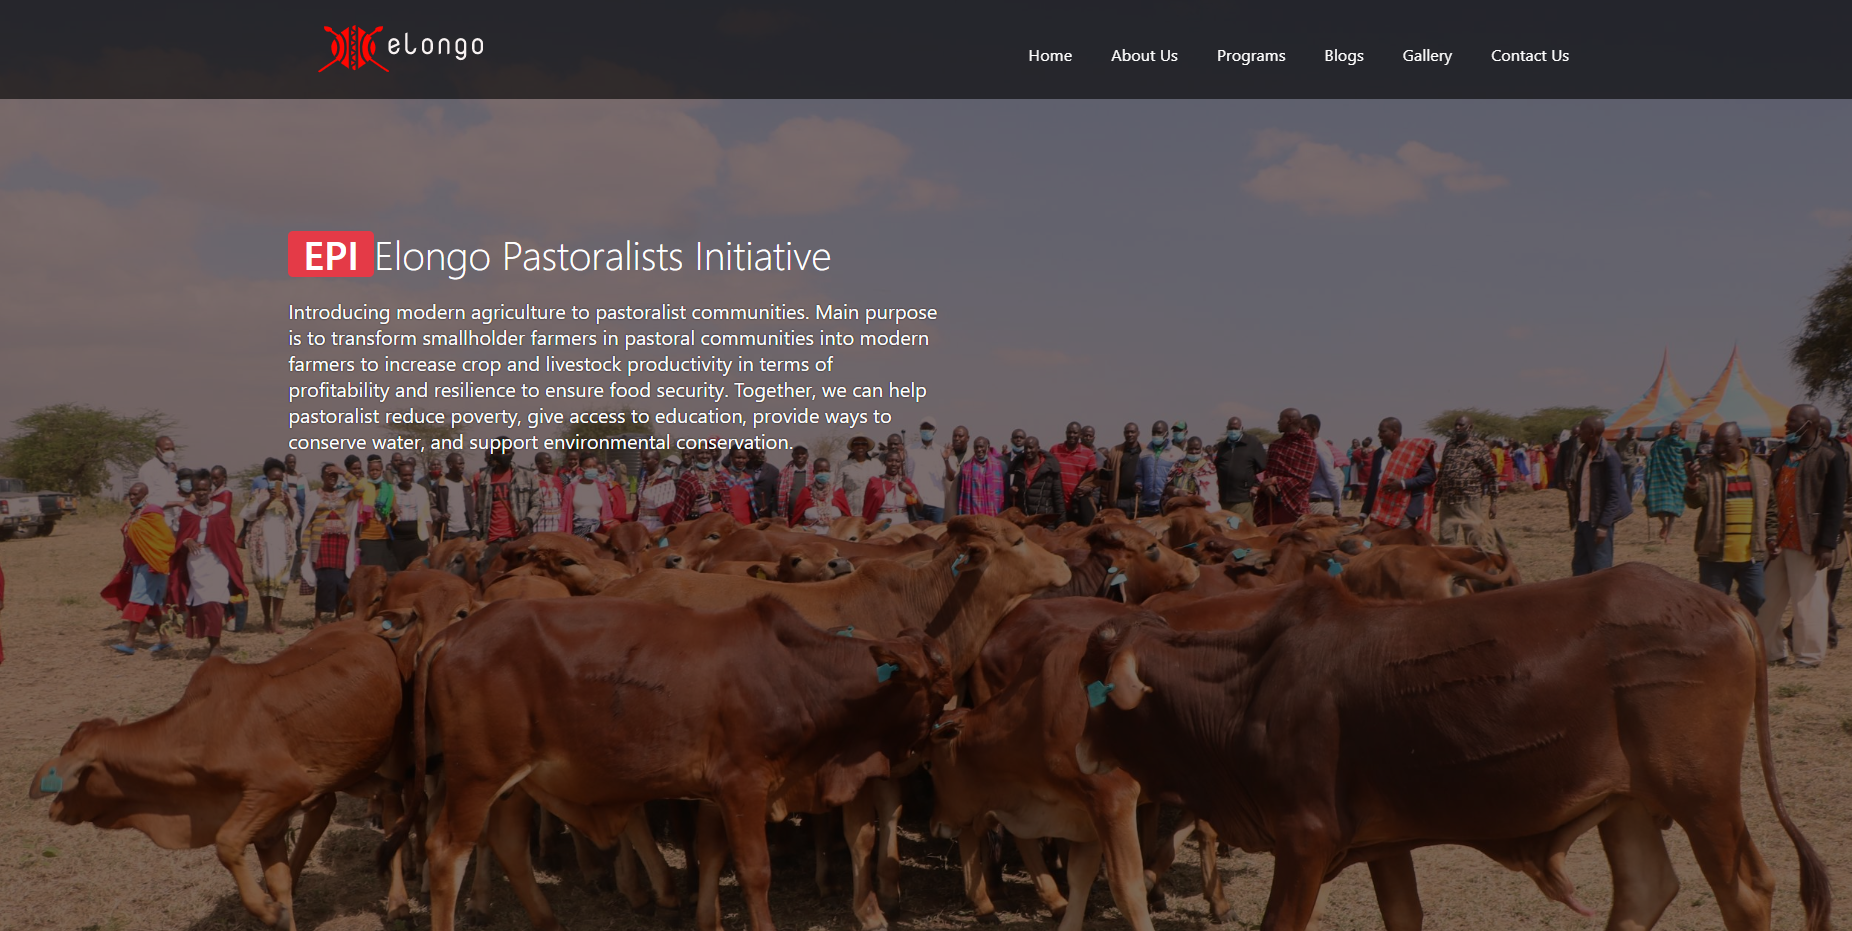 elongo
Home
About Us
Programs
Blogs
Gallery
Contact Us
EPI Elongo Pastoralists Initiative
Introducing modern agriculture to pastoralist communities. Main purpose
is to transform smallholder farmers in pastoral communities into modern
farmers to increase crop and livestock productivity in terms of
profitability and resilience to ensure food security. Together, we can help
pastoralist reduce poverty, give access to education, provide ways to
conserve water, and support environmental conservation.